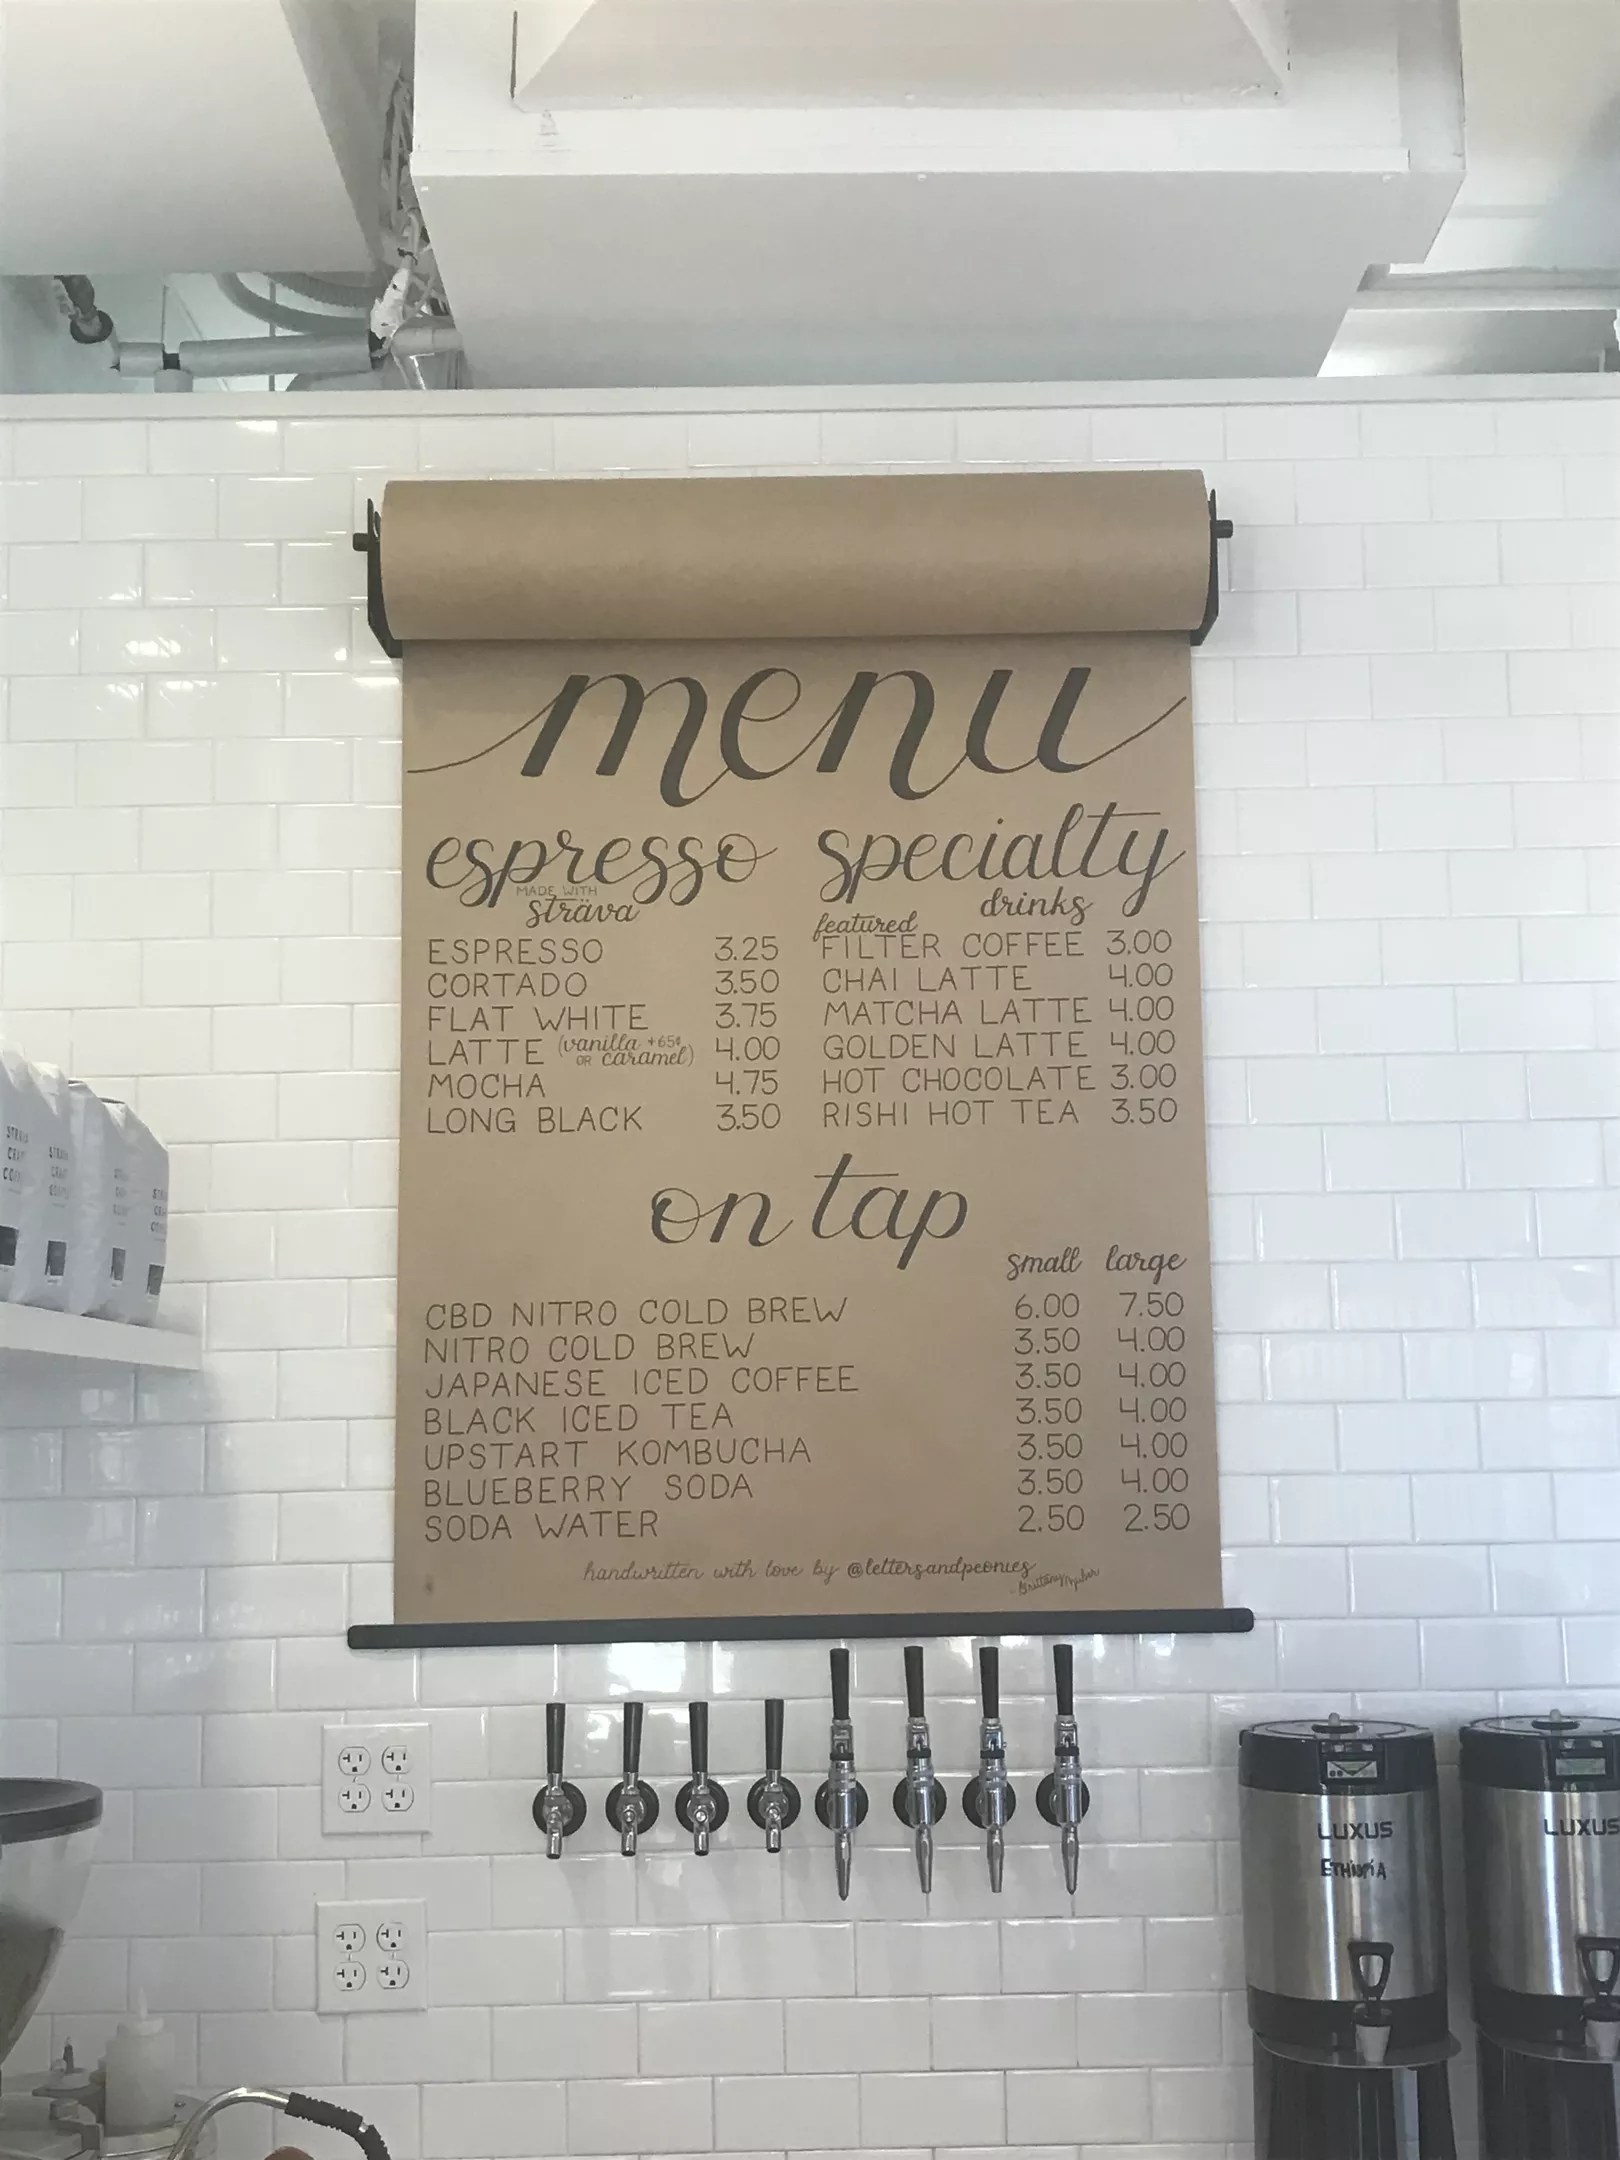 menu
espresso
MADE WITH
sträva
ESPRESSO 3.25
CORTADO 3.50
FLAT WHITE 3.75
LATTE (vanilla +65¢ OR caramel) 4.00
MOCHA 4.75
LONG BLACK 3.50
specialty
drinks
featured
FILTER COFFEE 3.00
CHAI LATTE 4.00
MATCHA LATTE 4.00
GOLDEN LATTE 4.00
HOT CHOCOLATE 3.00
RISHI HOT TEA 3.50
on tap
small large
CBD NITRO COLD BREW 6.00 7.50
NITRO COLD BREW 3.50 4.00
JAPANESE ICED COFFEE 3.50 4.00
BLACK ICED TEA 3.50 4.00
UPSTART KOMBUCHA 3.50 4.00
BLUEBERRY SODA 3.50 4.00
SODA WATER 2.50 2.50
handwritten with love by @lettersandpeonies
LUXUS
ETHIOPIA
LUXUS